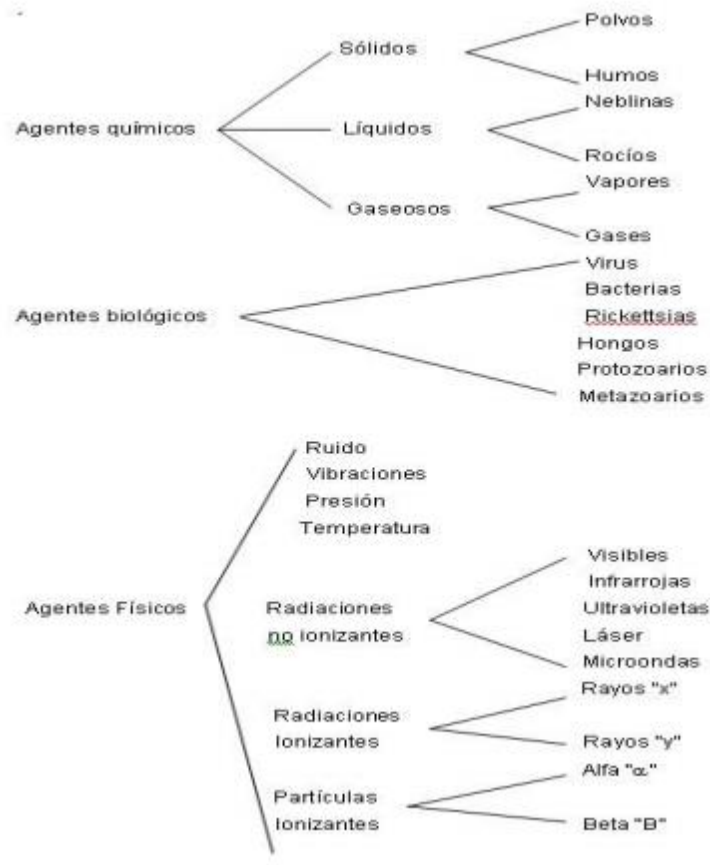 Polvos
Sólidos
Humos
Neblinas
Agentes químicos
Líquidos
Rocíos
Vapores
Gaseosos
Gases
Virus
Bacterias
Agentes biológicos
Rickettsias
Hongos
Protozoarios
Metazoarios
Ruido
Vibraciones
Presión
Temperatura
Visibles
Infrarrojas
Agentes Físicos
Radiaciones
no ionizantes
Ultravioletas
Láser
Microondas
Rayos "x"
Radiaciones
Ionizantes
Rayos "y"
Alfa "α"
Partículas
Ionizantes
Beta "B"